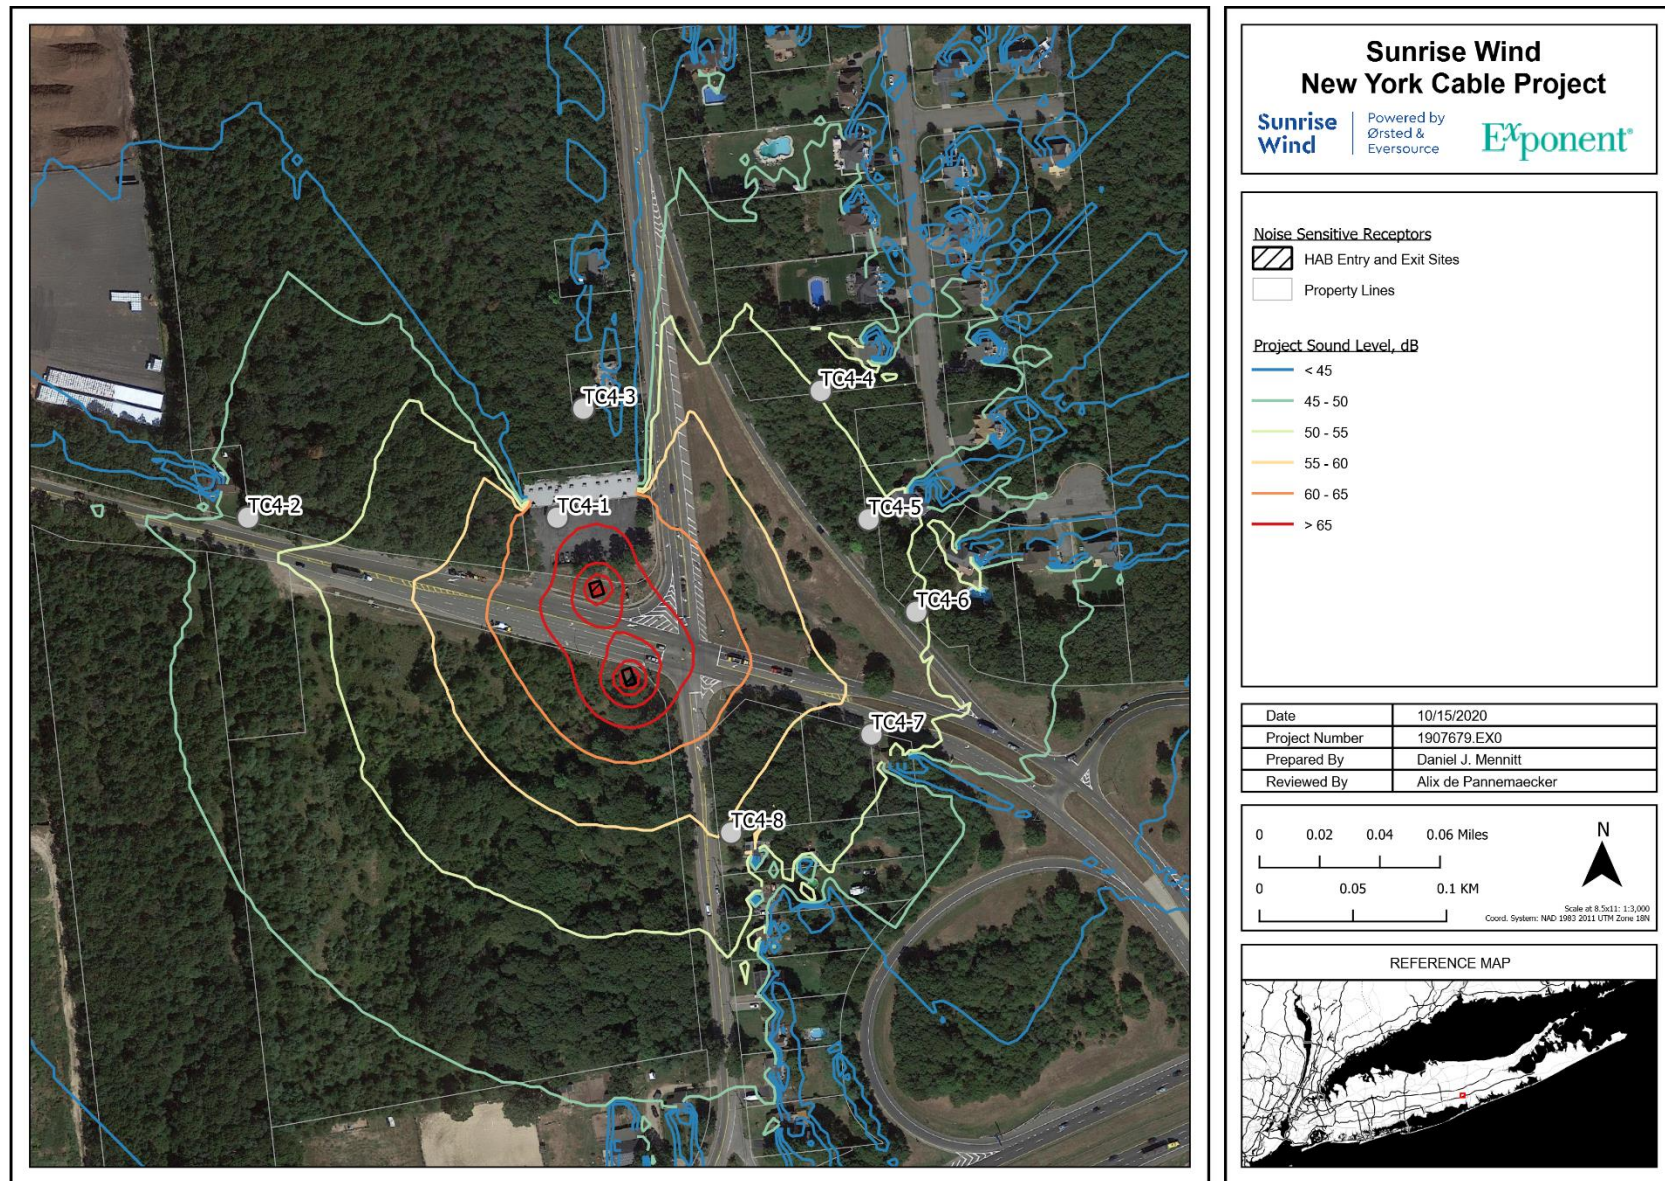 TC4-4
TC4-3
TC4-2
TC4-1
TC4-5
TC4-6
TC4-7
TC4-8
Sunrise Wind
New York Cable Project
Sunrise
Wind
Powered by
Ørsted &
Eversource
Exponent®
Noise Sensitive Receptors
HAB Entry and Exit Sites
Property Lines
Project Sound Level, dB
< 45
45 - 50
50 - 55
55 - 60
60 - 65
> 65
Date 10/15/2020
Project Number 1907679.EX0
Prepared By Daniel J. Mennitt
Reviewed By Alix de Pannemaecker
0 0.02 0.04 0.06 Miles
0 0.05 0.1 KM
N
Scale at 8.5x11: 1:3,000
Coord. System: NAD 1983 2011 UTM Zone 18N
REFERENCE MAP